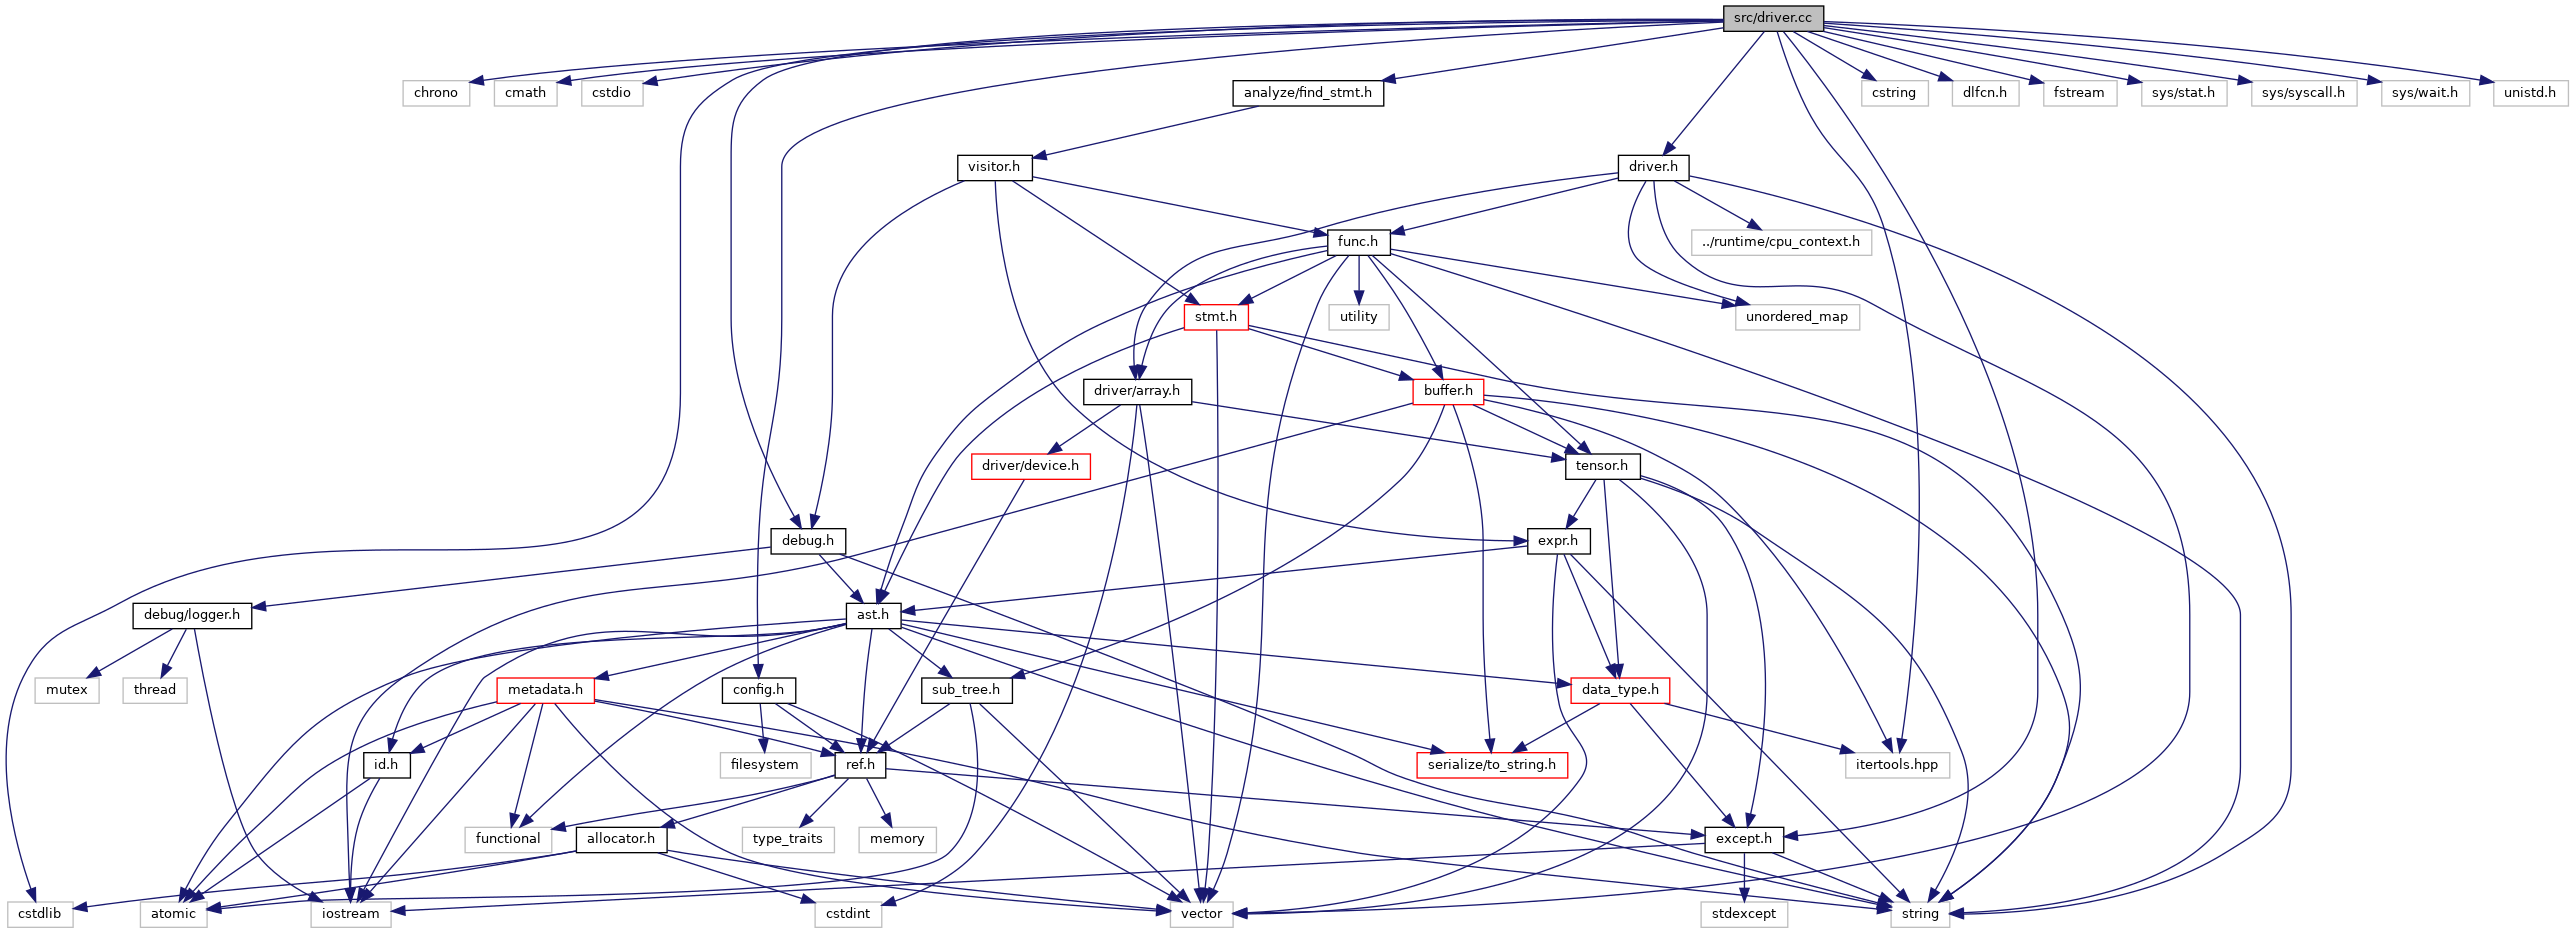 src/driver.cc
chrono
cmath
cstdio
analyze/find_stmt.h
cstring
dlfcn.h
fstream
sys/stat.h
sys/syscall.h
sys/wait.h
unistd.h
visitor.h
driver.h
func.h
../runtime/cpu_context.h
stmt.h
utility
unordered_map
driver/array.h
buffer.h
driver/device.h
tensor.h
debug.h
expr.h
debug/logger.h
ast.h
mutex
thread
metadata.h
config.h
sub_tree.h
data_type.h
id.h
filesystem
ref.h
serialize/to_string.h
itertools.hpp
functional
allocator.h
type_traits
memory
except.h
cstdlib
atomic
iostream
cstdint
vector
stdexcept
string